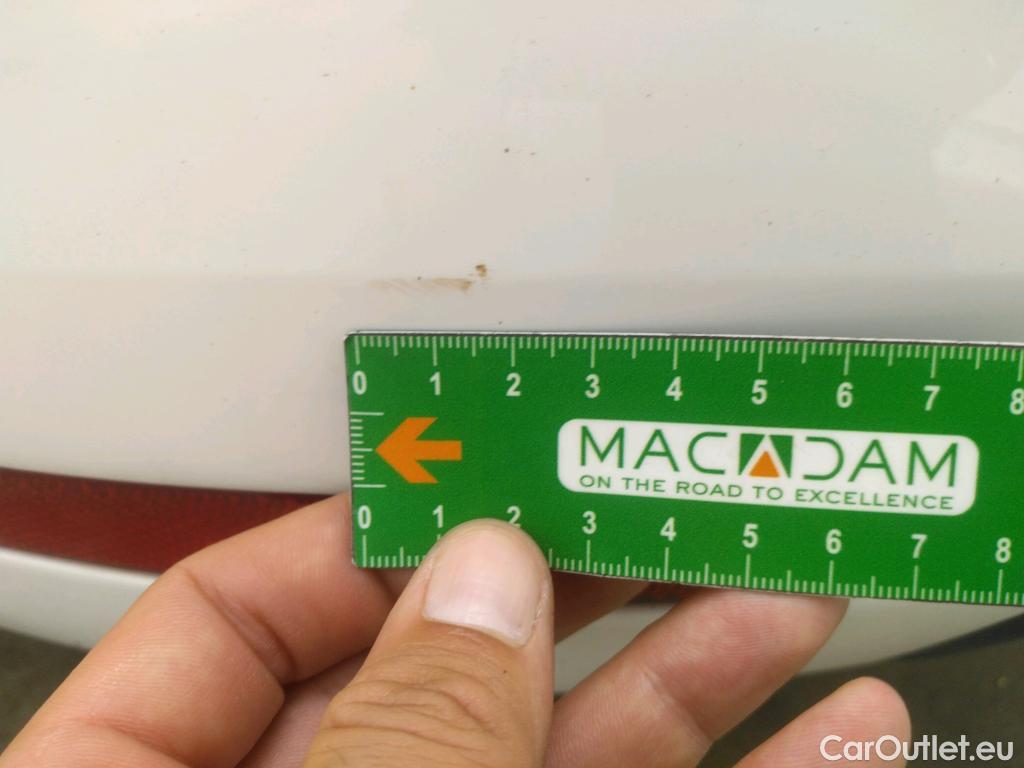 0 1 2 3 4 5 6 7 8
MACADAM
ON THE ROAD TO EXCELLENCE
0 1 2 3 4 5 6 7 8
CarOutlet.eu